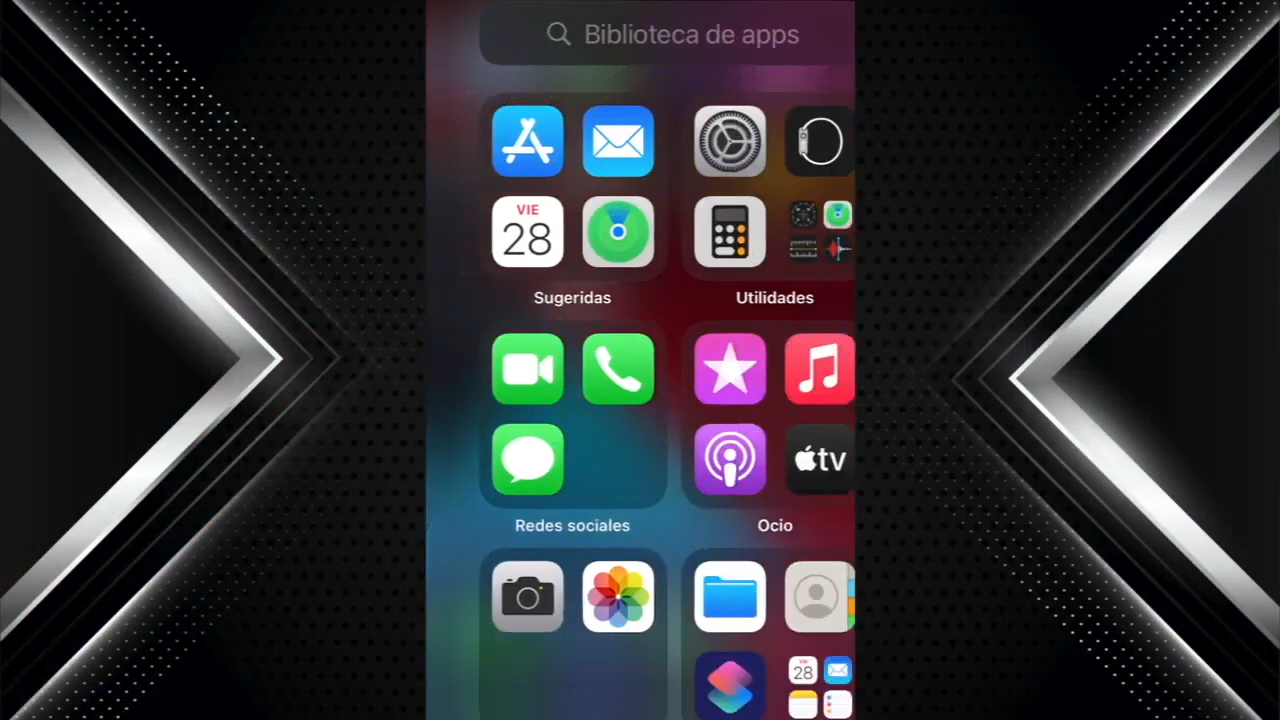 Biblioteca de apps
VIE
28
Sugeridas
Utilidades
tv
Redes sociales
Ocio
28